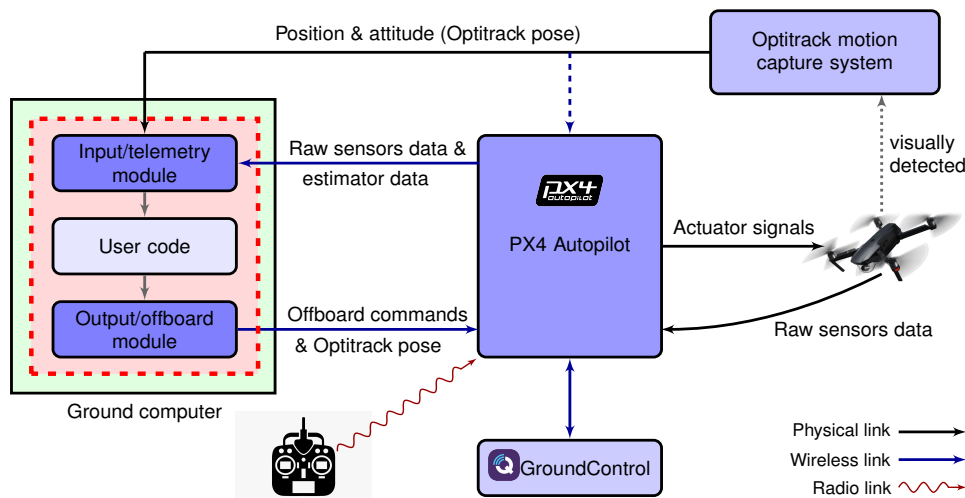 Position & attitude (Optitrack pose)
Optitrack motion
capture system
Input/telemetry
module
Raw sensors data &
estimator data
visually
detected
px4
autopilot
PX4 Autopilot
User code
Actuator signals
Output/offboard
module
Offboard commands
& Optitrack pose
Raw sensors data
Ground computer
Q GroundControl
Physical link
Wireless link
Radio link